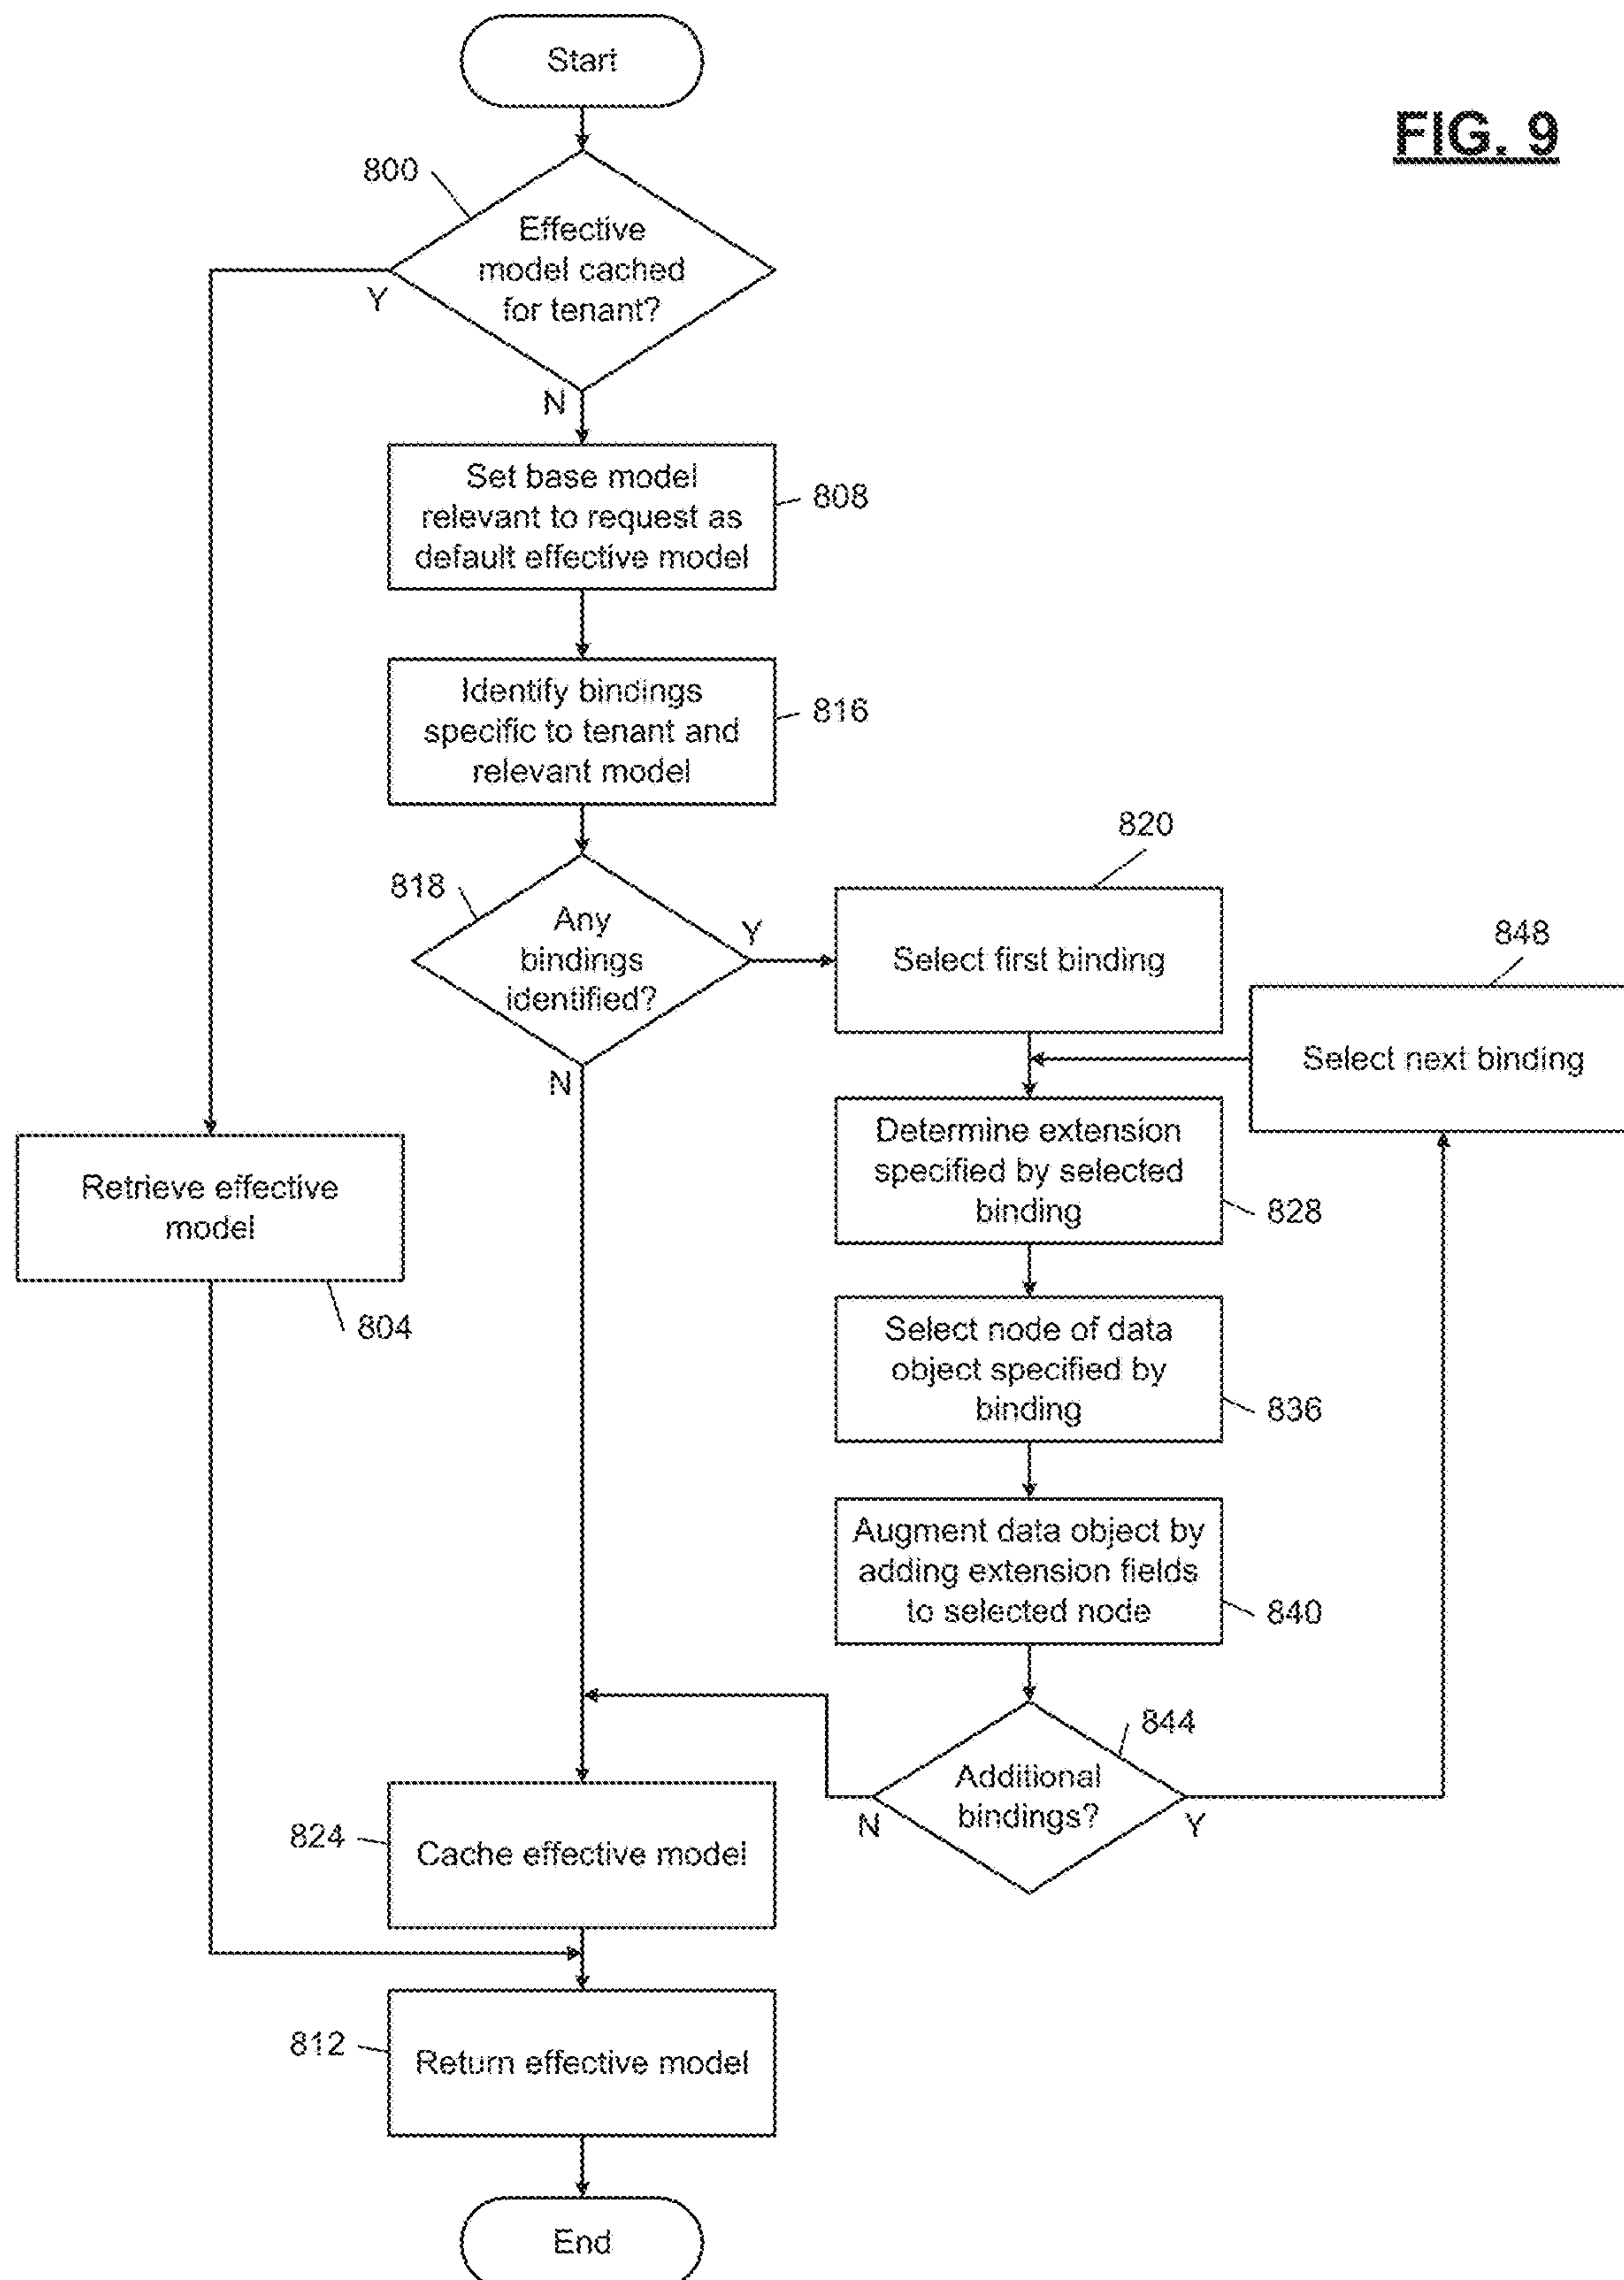 Start
FIG. 9
800
Effective
model cached
for tenant?
Y
N
Set base model
relevant to request as
default effective model
808
Identify bindings
specific to tenant and
relevant model
816
820
818
Any
bindings
identified?
Y
N
Select first binding
848
Select next binding
Determine extension
specified by selected
binding
828
Retrieve effective
model
804
Select node of data
object specified by
binding
836
Augment data object by
adding extension fields
to selected node
840
844
Additional
bindings?
N
Y
824
Cache effective model
812
Return effective model
End